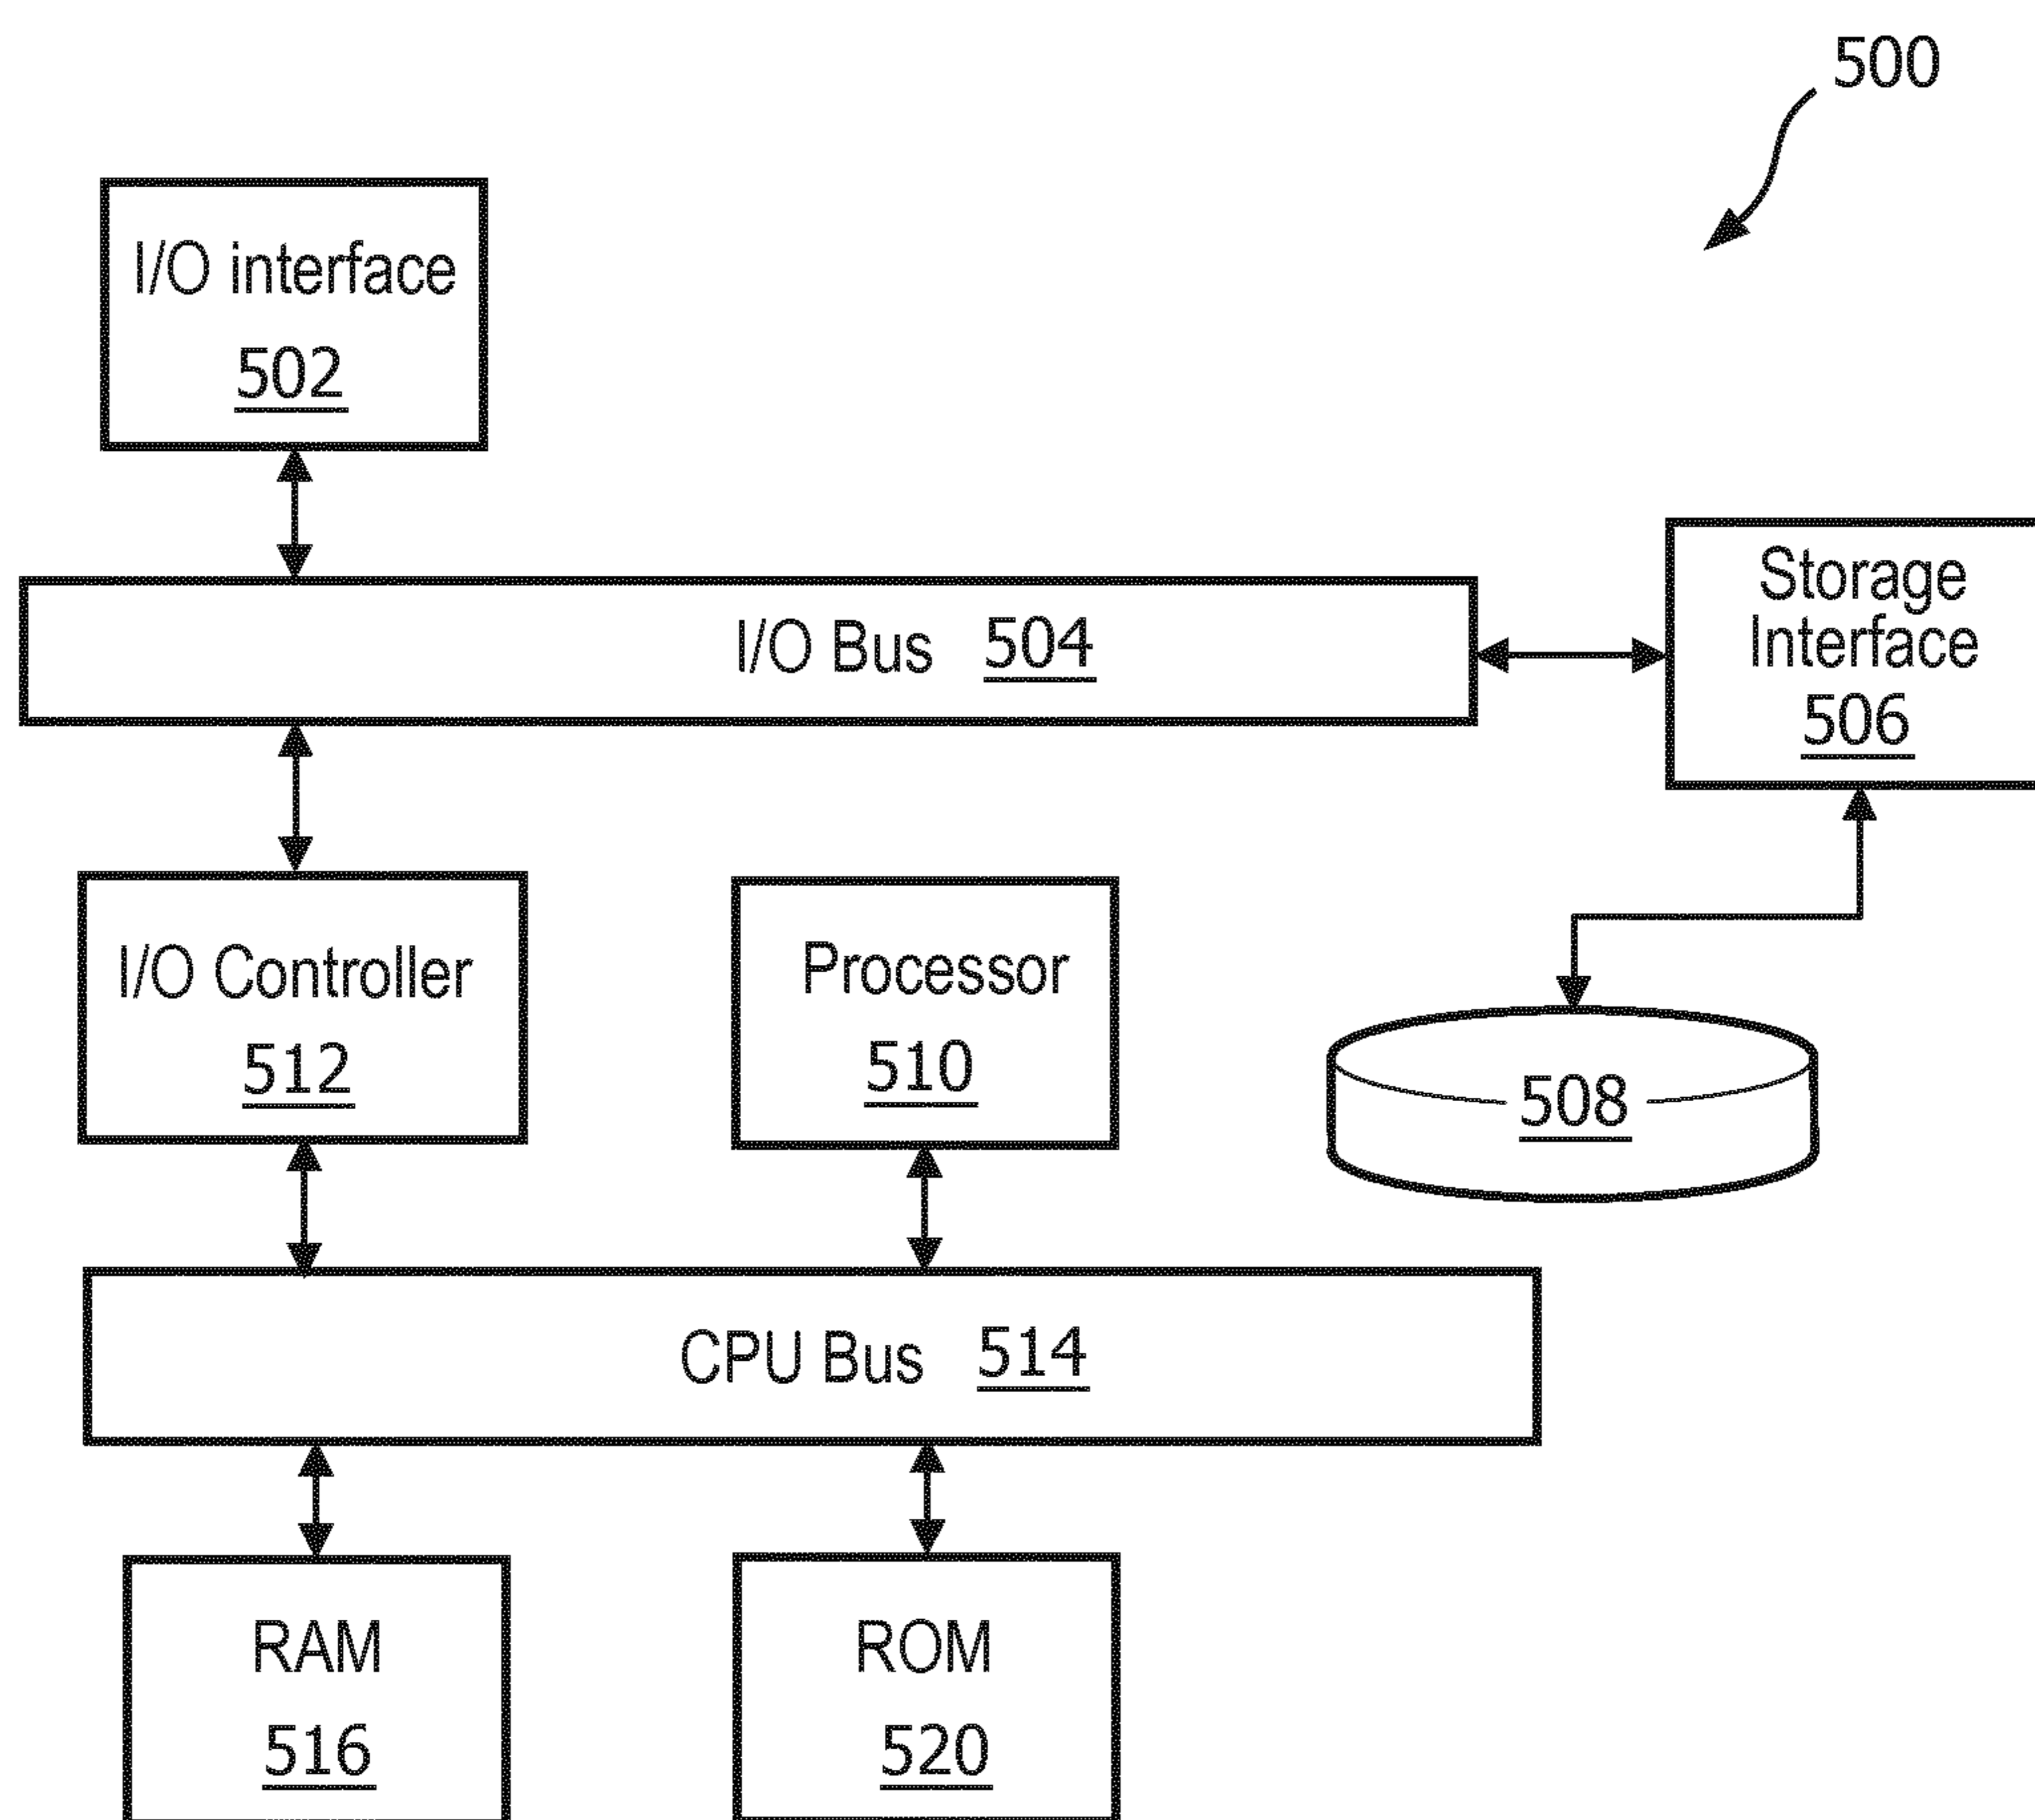 500
I/O interface
502
I/O Bus 504
Storage
Interface
506
I/O Controller
512
Processor
510
508
CPU Bus 514
RAM
516
ROM
520